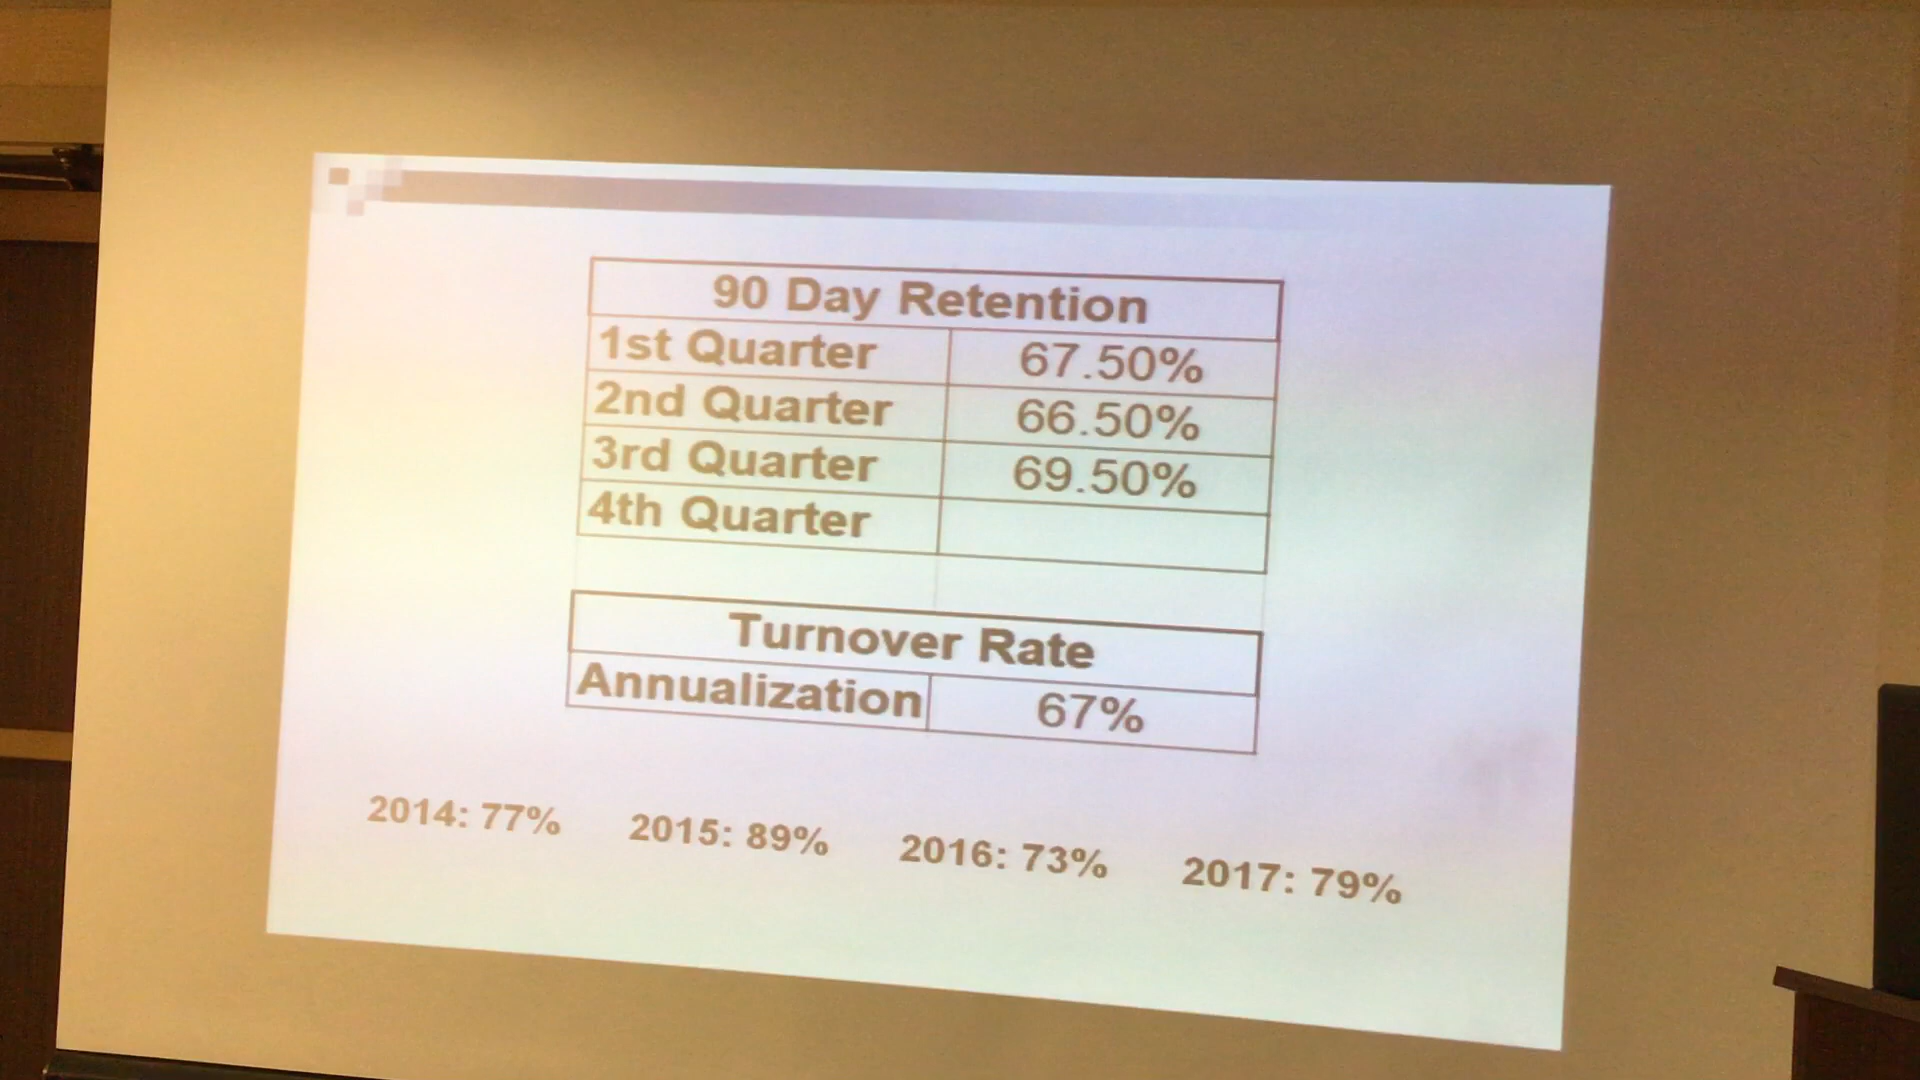 90 Day Retention
1st Quarter 67.50%
2nd Quarter 66.50%
3rd Quarter 69.50%
4th Quarter
Turnover Rate
Annualization 67%
2014: 77% 2015: 89% 2016: 73% 2017: 79%